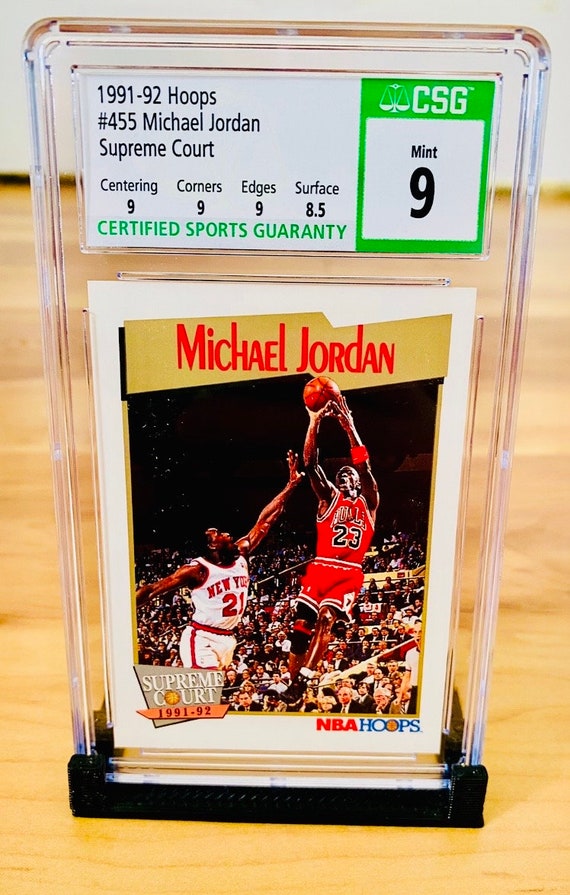 1991-92 Hoops
#455 Michael Jordan
Supreme Court
Centering Corners Edges Surface
9 9 9 8.5
CERTIFIED SPORTS GUARANTY
CSG™
Mint
9
MICHAEL JORDAN
BULLS
23
NEW YORK
21
SUPREME
COURT
1991-92
NBA HOOPS